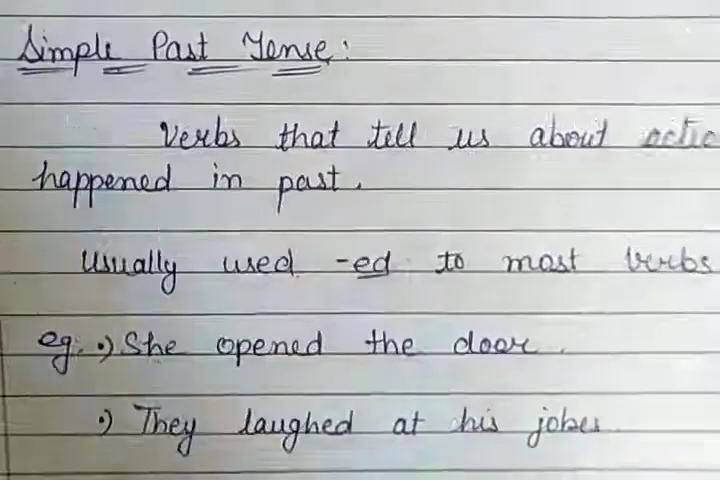 Simple Past Tense:
Verbs that tell us about actio
happened in past.
Usually used -ed to most verbs
eg. •) She opened the door.
•) They laughed at his jokes.